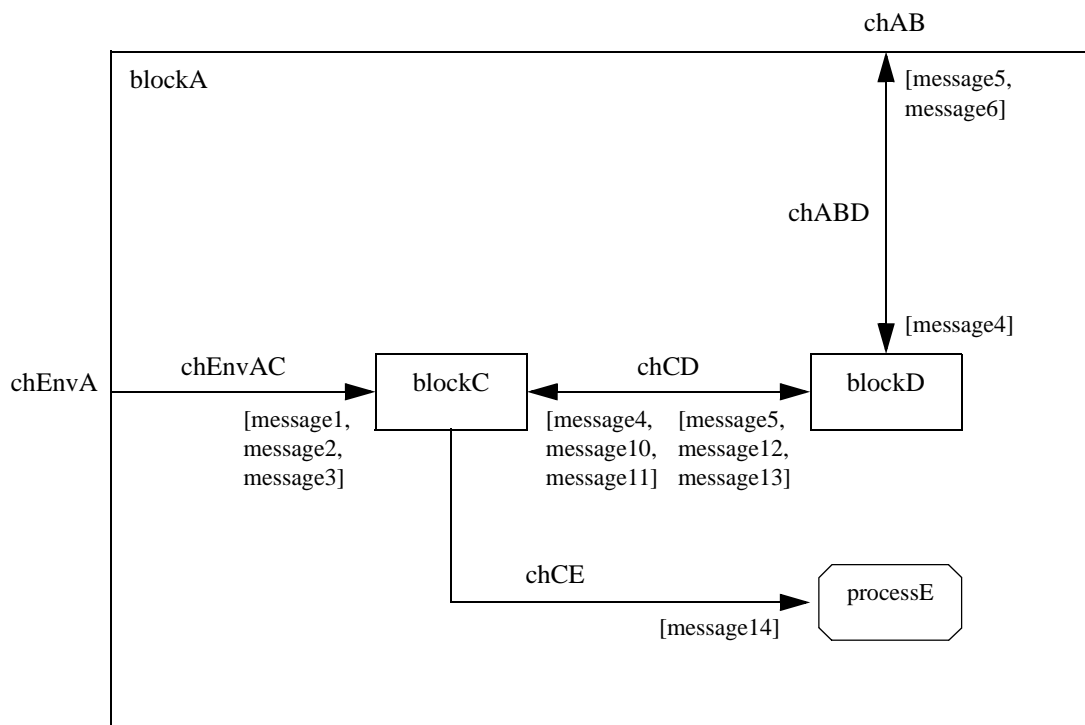 chAB
blockA
[message5,
message6]
chABD
[message4]
chEnvA
chEnvAC
blockC
chCD
blockD
[message1,
message2,
message3]
[message4,
message10,
message11]
[message5,
message12,
message13]
chCE
processE
[message14]